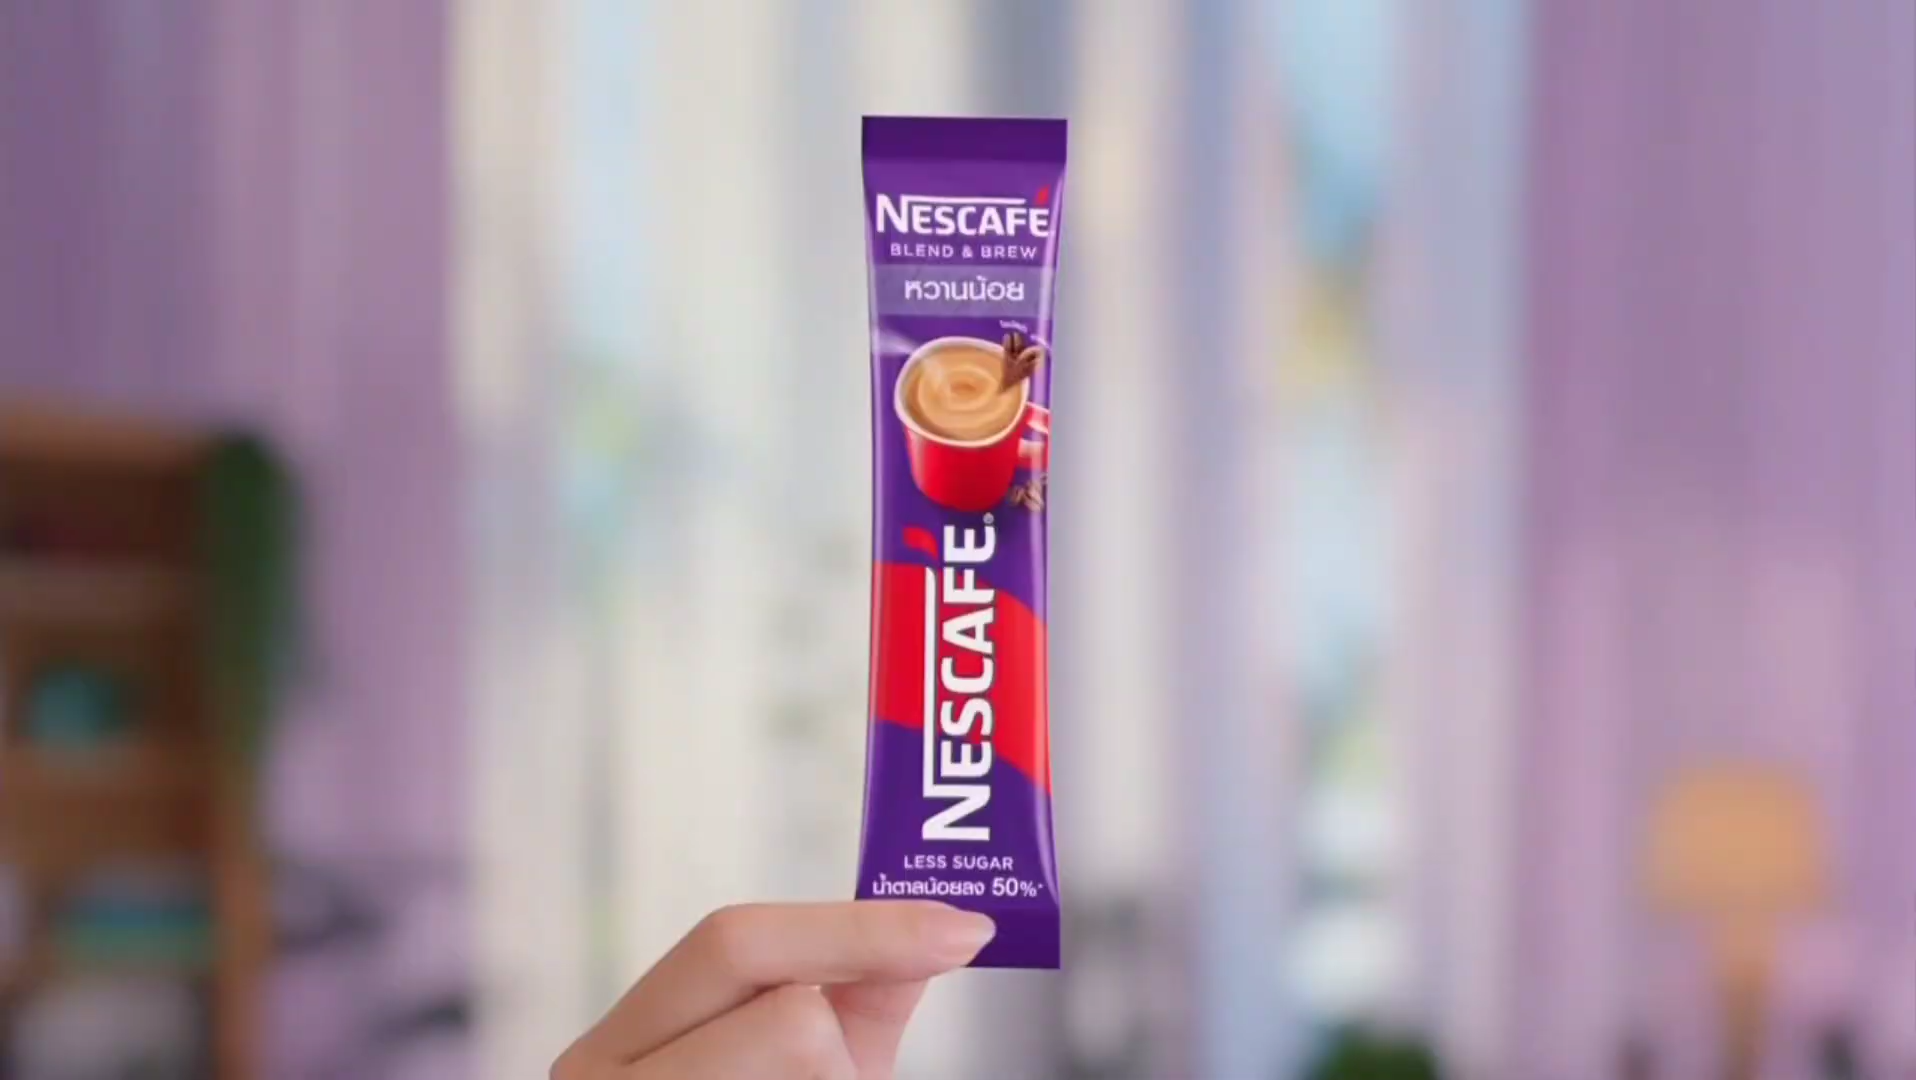 NESCAFÉ
BLEND & BREW
หวานน้อย
NESCAFÉ®
LESS SUGAR
น้ำตาลน้อยลง 50%*